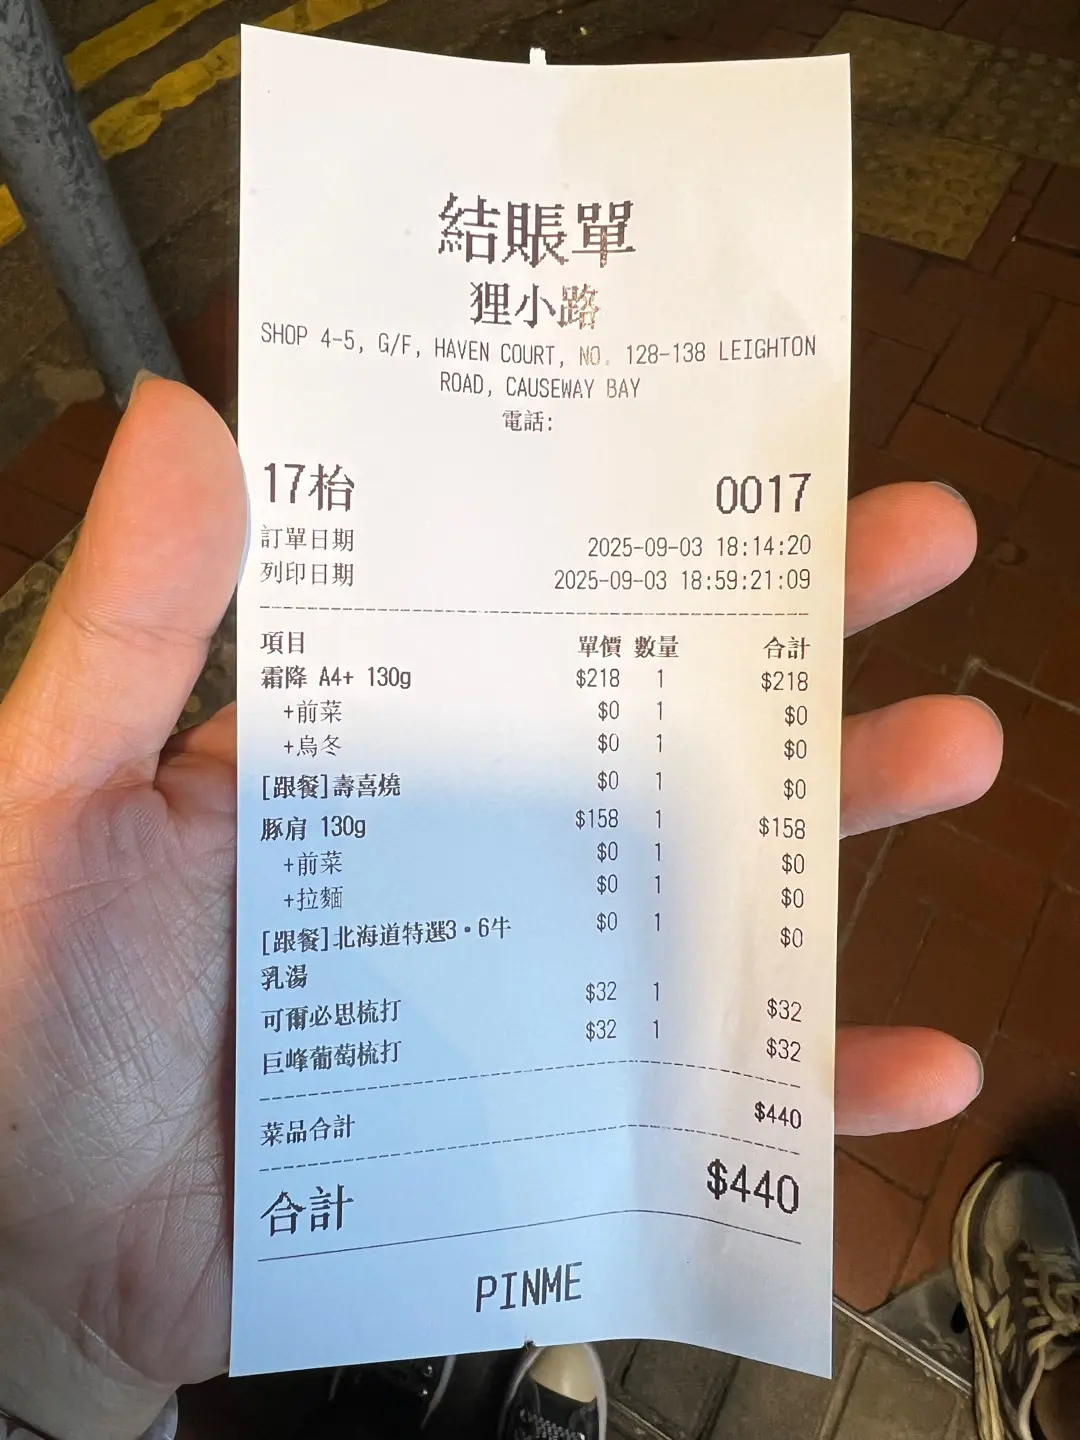 結賬單
狸小路
SHOP 4-5, G/F, HAVEN COURT, NO. 128-138 LEIGHTON
ROAD, CAUSEWAY BAY
電話:
17枱 0017
訂單日期 2025-09-03 18:14:20
列印日期 2025-09-03 18:59:21:09
項目 單價 數量 合計
霜降 A4+ 130g $218 1 $218
+前菜 $0 1 $0
+烏冬 $0 1 $0
[跟餐]壽喜燒 $0 1 $0
豚肩 130g $158 1 $158
+前菜 $0 1 $0
+拉麵 $0 1 $0
[跟餐]北海道特選3・6牛 $0 1 $0
乳湯
可爾必思梳打 $32 1 $32
巨峰葡萄梳打 $32 1 $32
菜品合計 $440
合計 $440
PINME